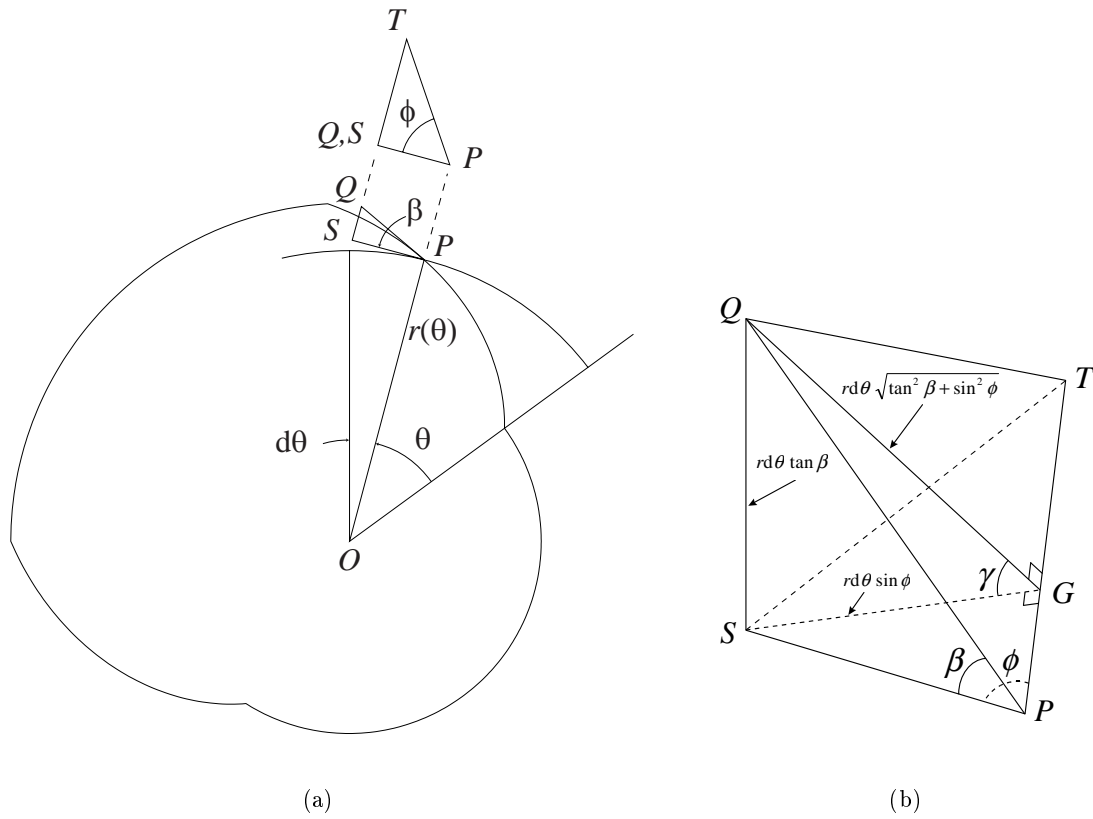 T
ϕ
Q,S
P
Q
β
S
P
r(θ)
dθ
θ
O
(a)
Q
T
rdθ √tan² β + sin² ϕ
rdθ tan β
rdθ sin ϕ
γ
G
S
β
ϕ
P
(b)